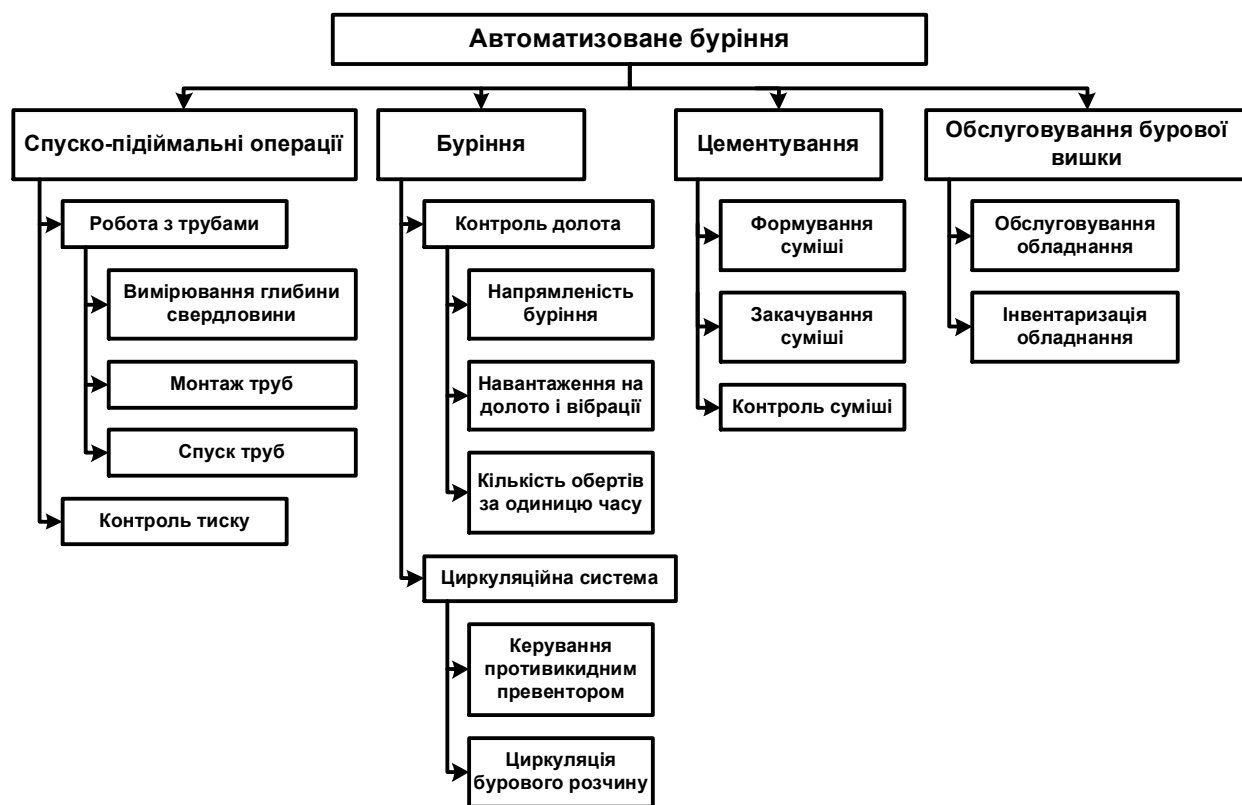 Автоматизоване буріння
Спуско-підіймальні операції
Робота з трубами
Вимірювання глибини
свердловини
Монтаж труб
Спуск труб
Контроль тиску
Буріння
Контроль долота
Напрямленість
буріння
Навантаження на
долото і вібрації
Кількість обертів
за одиницю часу
Циркуляційна система
Керування
противикидним
превентором
Циркуляція
бурового розчину
Цементування
Формування
суміші
Закачування
суміші
Контроль суміші
Обслуговування бурової
вишки
Обслуговування
обладнання
Інвентаризація
обладнання